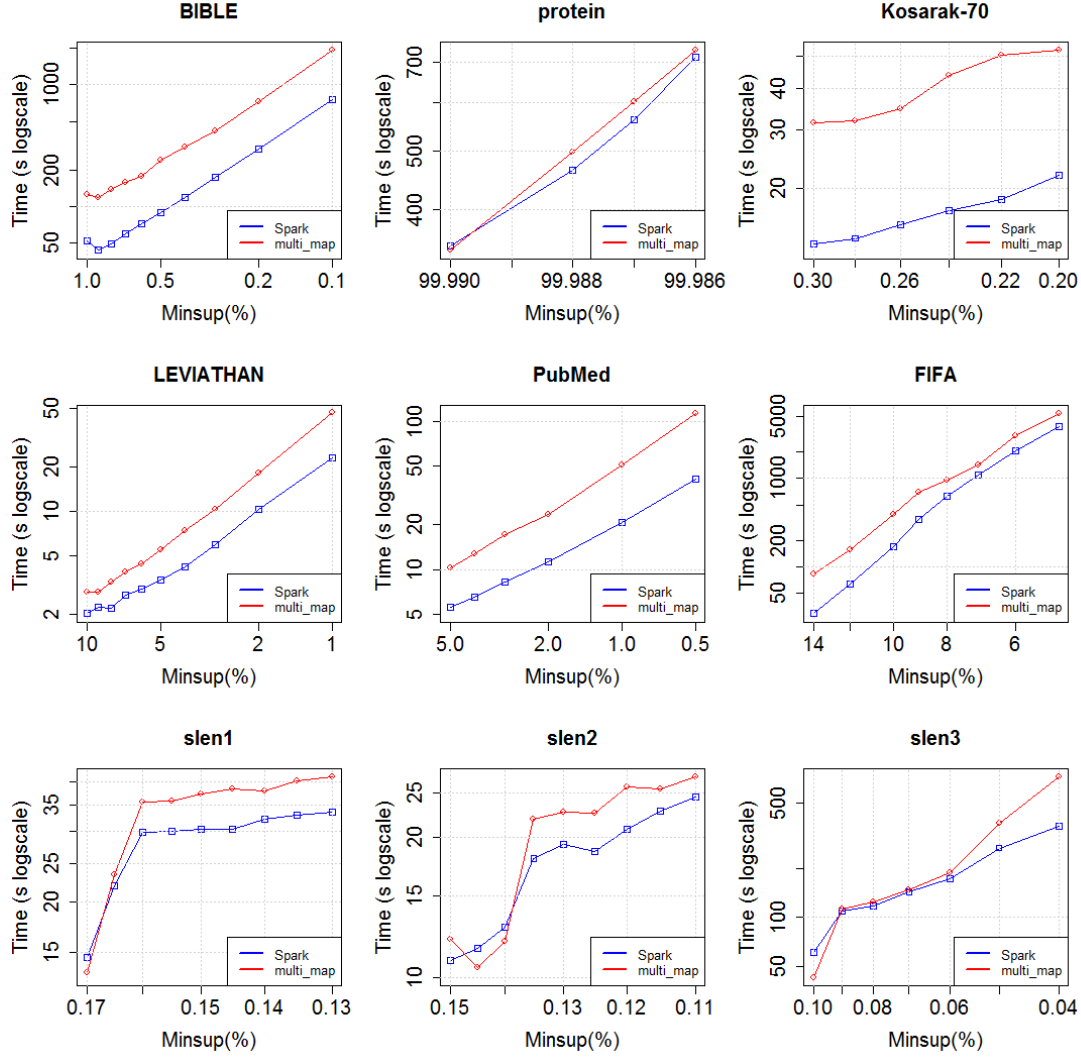 BIBLE
Time (s logscale)
1000
200
50
Spark
multi_map
1.0 0.5 0.2 0.1
Minsup(%)
protein
Time (s logscale)
700
500
400
Spark
multi_map
99.990 99.988 99.986
Minsup(%)
Kosarak-70
Time (s logscale)
40
30
20
Spark
multi_map
0.30 0.26 0.22 0.20
Minsup(%)
LEVIATHAN
Time (s logscale)
50
20
10
5
2
Spark
multi_map
10 5 2 1
Minsup(%)
PubMed
Time (s logscale)
100
50
20
10
5
Spark
multi_map
5.0 2.0 1.0 0.5
Minsup(%)
FIFA
Time (s logscale)
5000
1000
200
50
Spark
multi_map
14 10 8 6
Minsup(%)
slen1
Time (s logscale)
35
25
20
15
Spark
multi_map
0.17 0.15 0.14 0.13
Minsup(%)
slen2
Time (s logscale)
25
20
15
10
Spark
multi_map
0.15 0.13 0.12 0.11
Minsup(%)
slen3
Time (s logscale)
500
100
50
Spark
multi_map
0.10 0.08 0.06 0.04
Minsup(%)